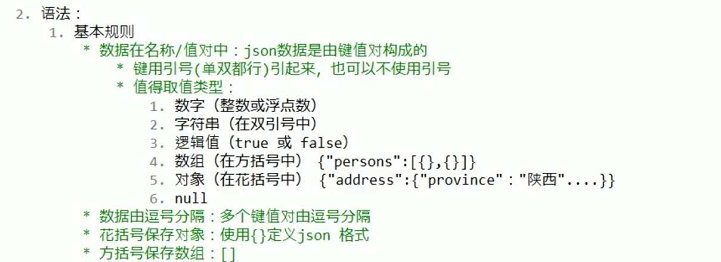 2. 语法：
1. 基本规则
* 数据在名称/值对中：json数据是由键值对构成的
* 键用引号(单双都行)引起来，也可以不使用引号
* 值得取值类型：
1. 数字（整数或浮点数）
2. 字符串（在双引号中）
3. 逻辑值（true 或 false）
4. 数组（在方括号中） {"persons":[{},{}]}
5. 对象（在花括号中） {"address":{"province"："陕西"....}}
6. null
* 数据由逗号分隔：多个键值对由逗号分隔
* 花括号保存对象：使用{}定义json 格式
* 方括号保存数组：[]